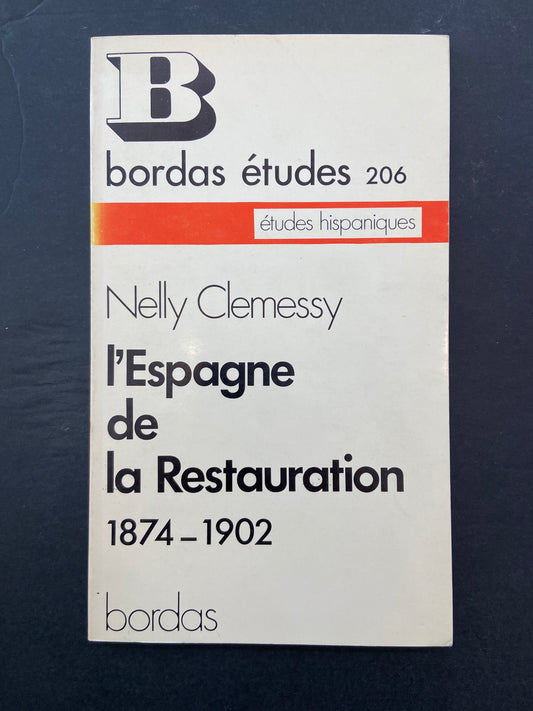 B
bordas études 206
études hispaniques
Nelly Clemessy
l'Espagne
de
la Restauration
1874–1902
bordas